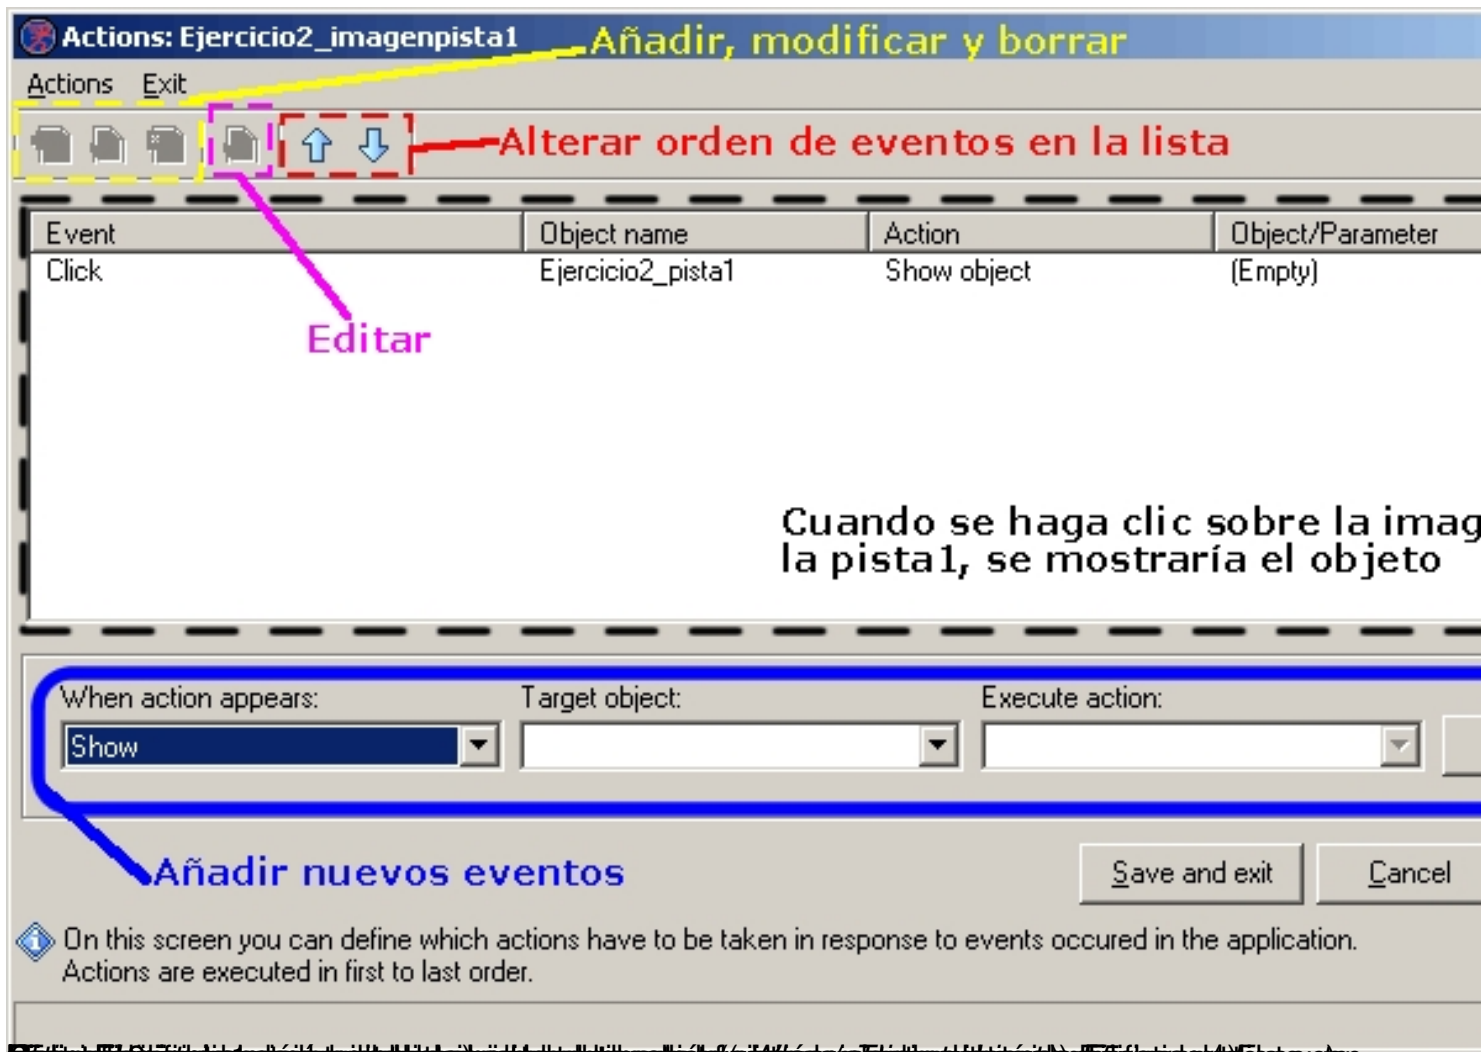 Actions: Ejercicio2_imagenpista1
Añadir, modificar y borrar
Actions Exit
Alterar orden de eventos en la lista
Event Object name Action Object/Parameter
Click Ejercicio2_pista1 Show object (Empty)
Editar
Cuando se haga clic sobre la imag
la pista1, se mostraría el objeto
When action appears: Target object: Execute action:
Show
Añadir nuevos eventos
Save and exit Cancel
On this screen you can define which actions have to be taken in response to events occured in the application.
Actions are executed in first to last order.